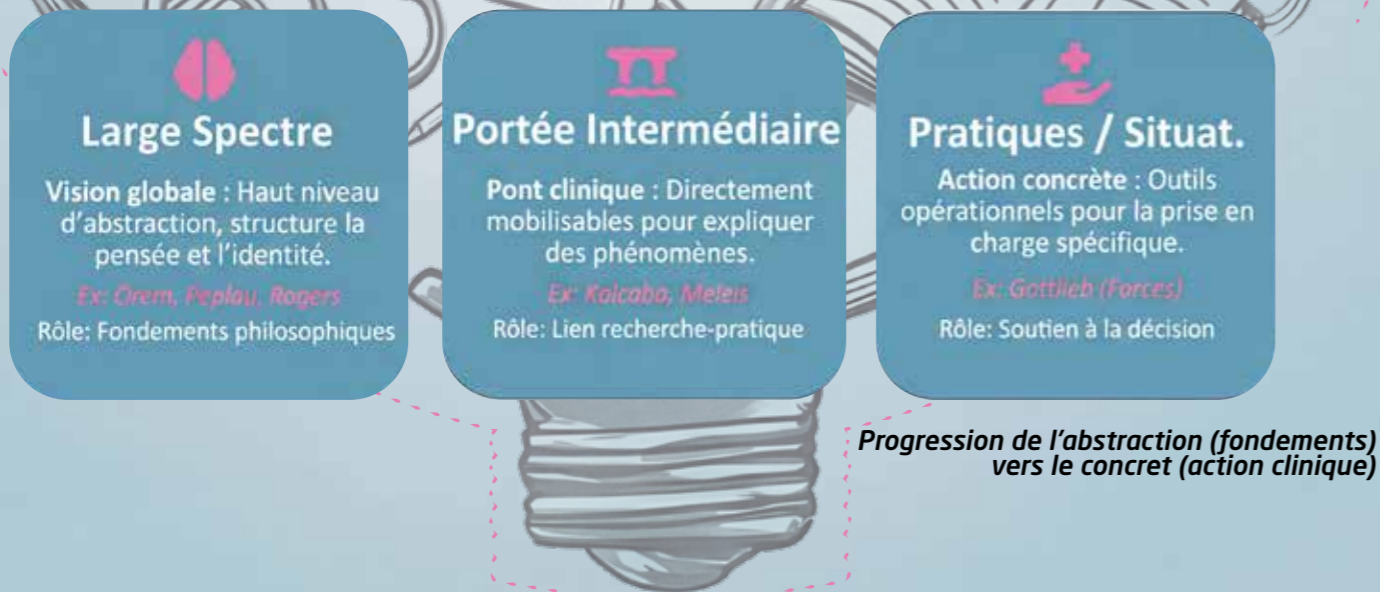 Large Spectre
Vision globale : Haut niveau
d'abstraction, structure la
pensée et l'identité.
Ex: Orem, Peplau, Rogers
Rôle: Fondements philosophiques
Portée Intermédiaire
Pont clinique : Directement
mobilisables pour expliquer
des phénomènes.
Ex: Kolcaba, Meleis
Rôle: Lien recherche-pratique
Pratiques / Situat.
Action concrète : Outils
opérationnels pour la prise en
charge spécifique.
Ex: Gottlieb (Forces)
Rôle: Soutien à la décision
Progression de l'abstraction (fondements)
vers le concret (action clinique)